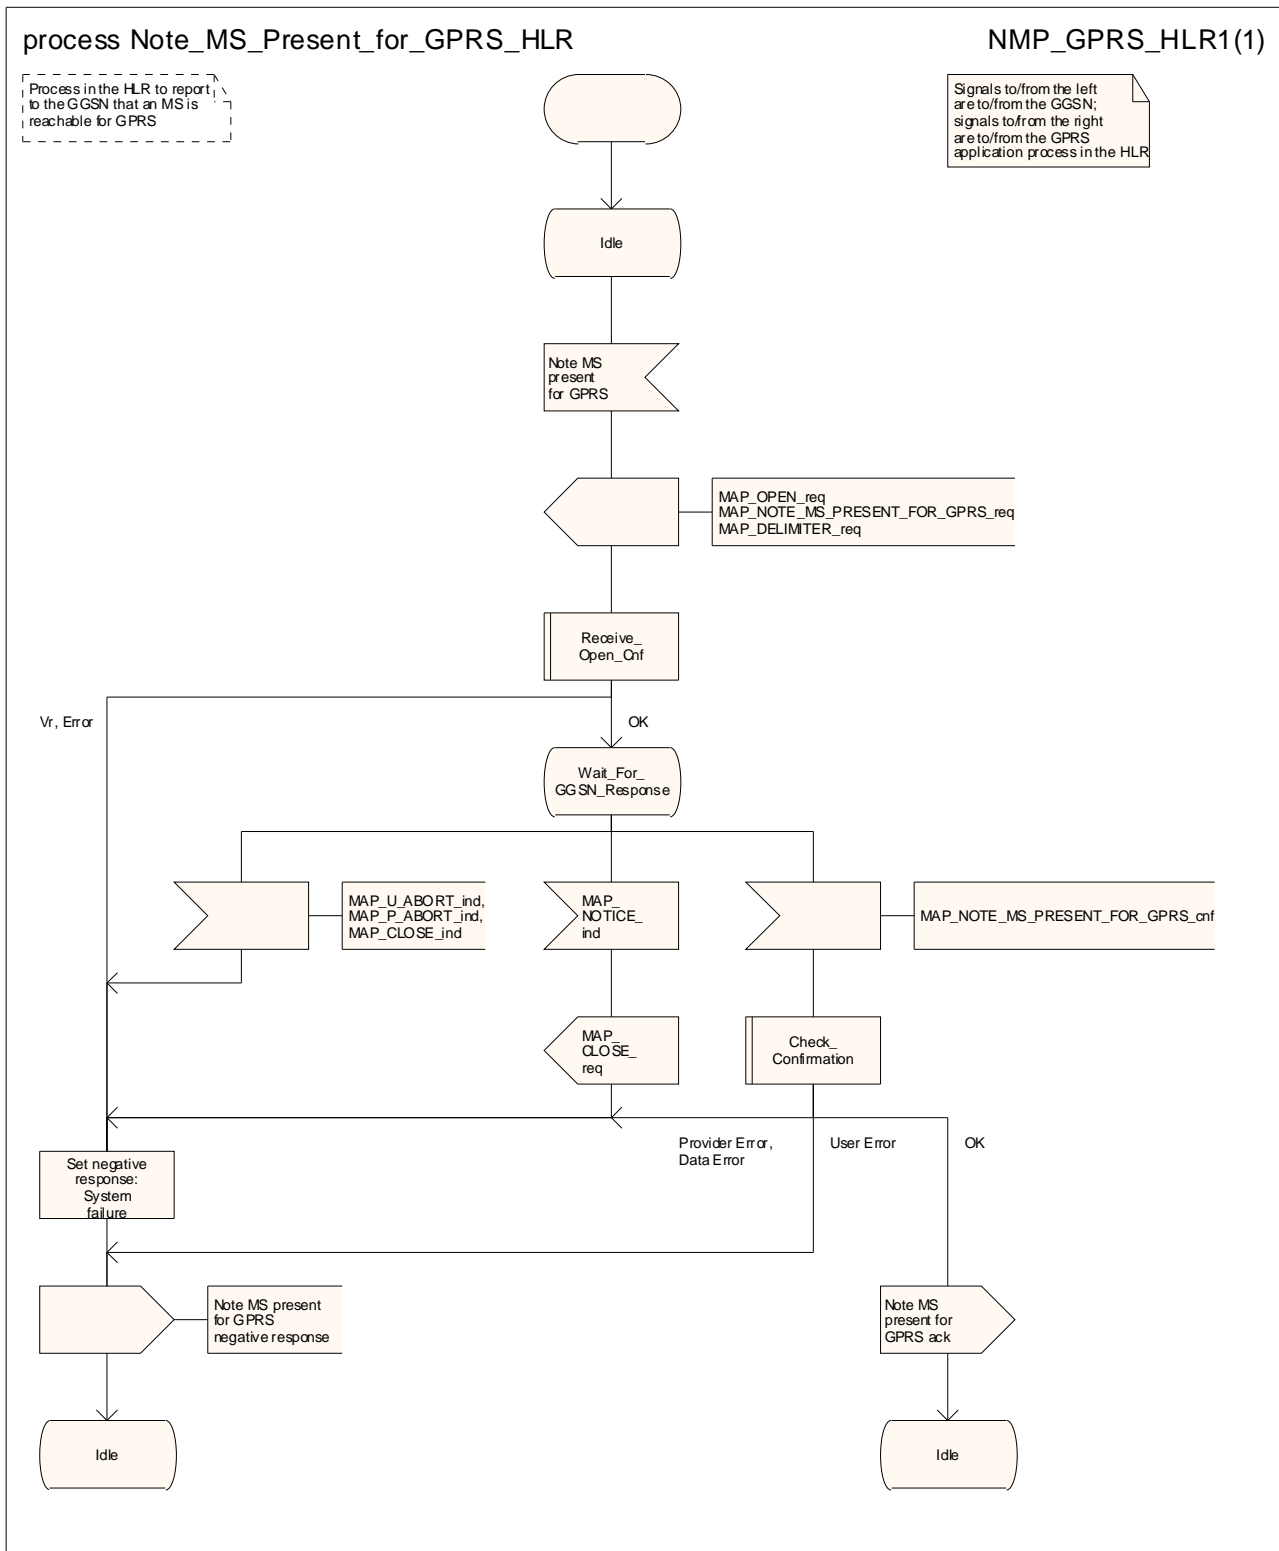 process Note_MS_Present_for_GPRS_HLR
NMP_GPRS_HLR1(1)
Process in the HLR to report
to the GGSN that an MS is
reachable for GPRS
Signals to/from the left
are to/from the GGSN;
signals to/from the right
are to/from the GPRS
application process in the HLR
Idle
Note MS
present
for GPRS
MAP_OPEN_req
MAP_NOTE_MS_PRESENT_FOR_GPRS_req
MAP_DELIMITER_req
Receive_
Open_Cnf
Vr, Error
OK
Wait_For_
GGSN_Response
MAP_U_ABORT_ind,
MAP_P_ABORT_ind,
MAP_CLOSE_ind
MAP_
NOTICE_
ind
MAP_NOTE_MS_PRESENT_FOR_GPRS_cnf
MAP_
CLOSE_
req
Check_
Confirmation
Provider Error,
Data Error
User Error
OK
Set negative
response:
System
failure
Note MS present
for GPRS
negative response
Note MS
present for
GPRS ack
Idle
Idle